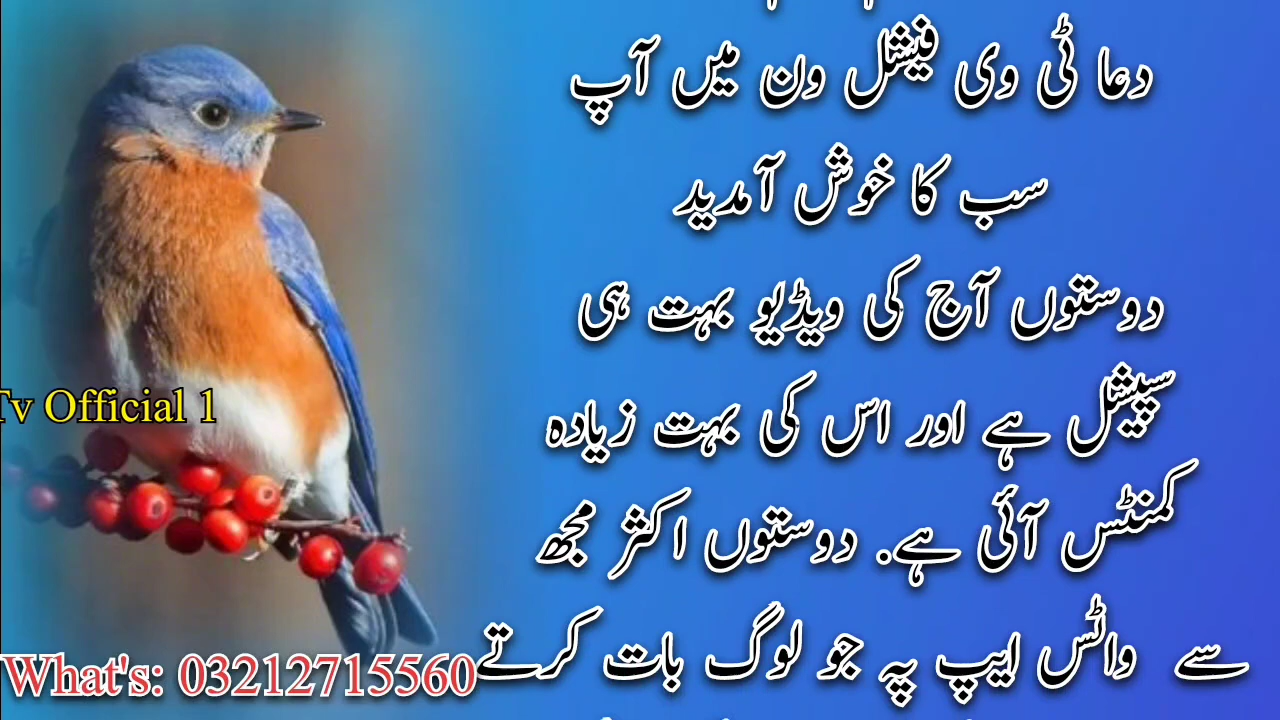 دعا ٹی وی فیشل ون میں آپ
سب کا خوش آمدید
دوستوں آج کی ویڈیو بہت ہی
سپیشل ہے اور اس کی بہت زیادہ
کمنٹس آئی ہے. دوستوں اکثر مجھ
سے واٹس ایپ پہ جو لوگ بات کرتے
Tv Official 1
What's: 03212715560